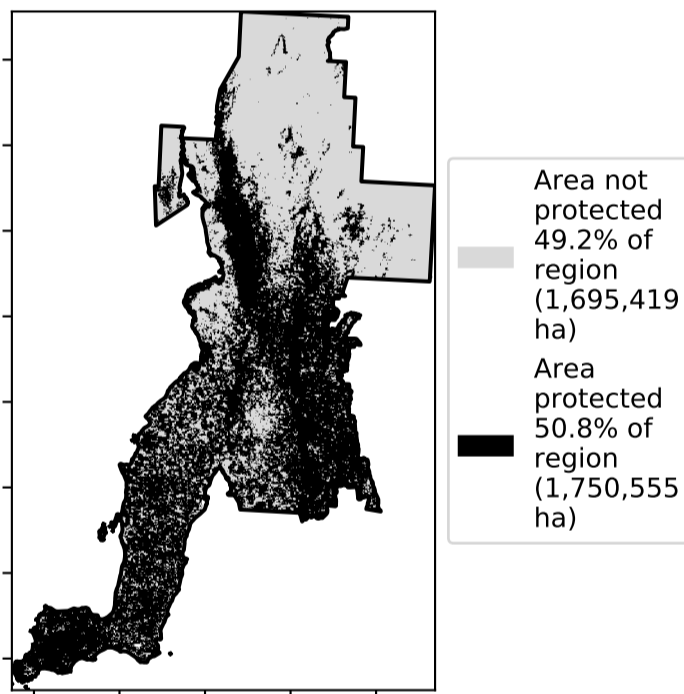 Area not
protected
49.2% of
region
(1,695,419
ha)
Area
protected
50.8% of
region
(1,750,555
ha)